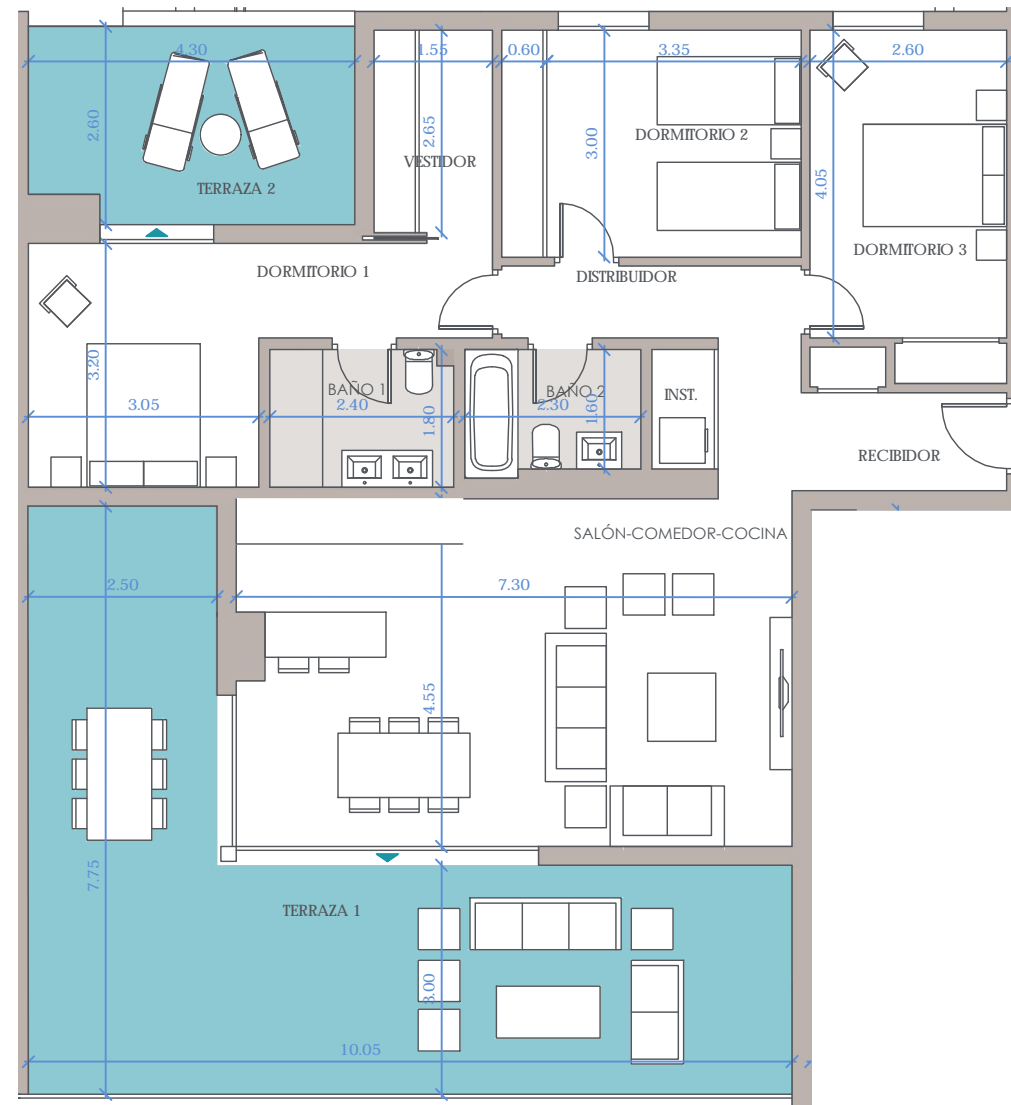 4.30
1.55
0.60
3.35
2.60
2.60
2.65
3.00
4.05
DORMITORIO 2
VESTIDOR
TERRAZA 2
DORMITORIO 3
DORMITORIO 1
DISTRIBUIDOR
3.20
BAÑO 1
BAÑO 2
INST.
3.05
2.40
1.80
2.30
1.60
RECIBIDOR
SALÓN-COMEDOR-COCINA
2.50
7.30
4.55
7.75
TERRAZA 1
3.00
10.05